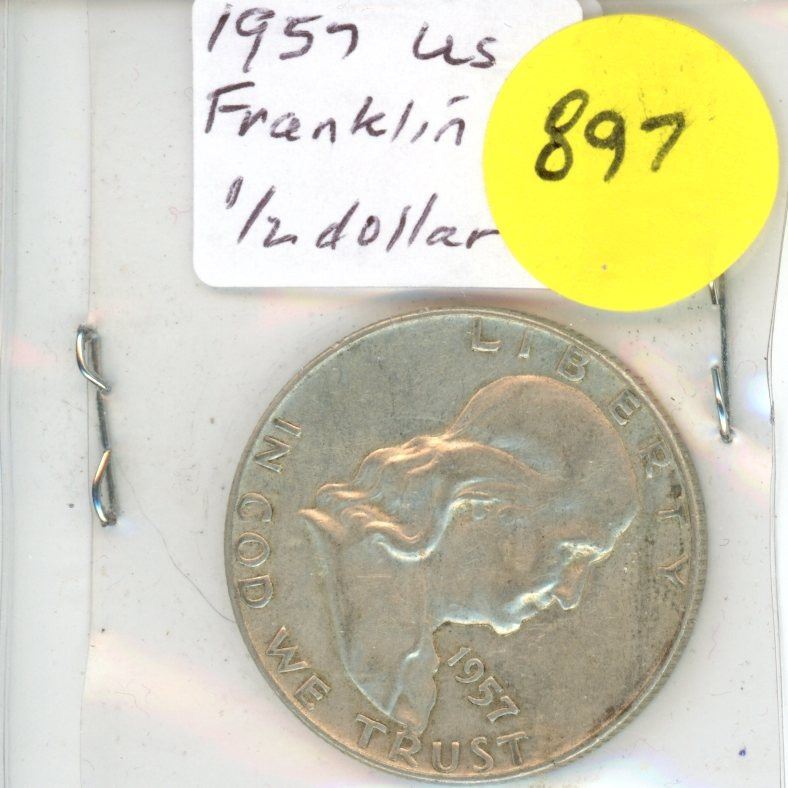 1957 us
Franklin
1/2 dollar
897
LIBERTY
IN GOD WE TRUST
1957